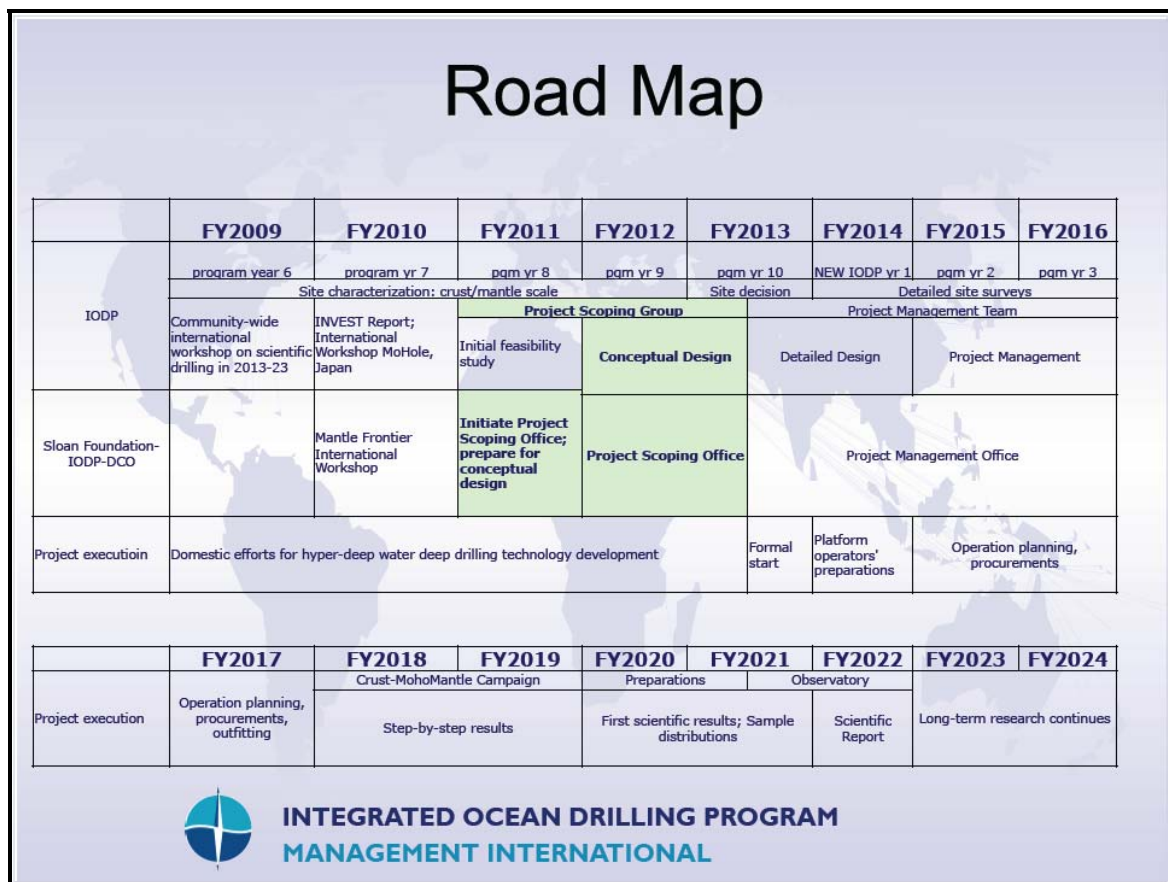 Road Map
FY2009 FY2010 FY2011 FY2012 FY2013 FY2014 FY2015 FY2016
IODP
program year 6 program yr 7 pgm yr 8 pgm yr 9 pgm yr 10 NEW IODP yr 1 pgm yr 2 pgm yr 3
Site characterization: crust/mantle scale Site decision Detailed site surveys
Project Scoping Group Project Management Team
Community-wide
international
workshop on scientific
drilling in 2013-23
INVEST Report;
International
Workshop MoHole,
Japan
Initial feasibility
study
Conceptual Design
Detailed Design
Project Management
Sloan Foundation-
IODP-DCO
Mantle Frontier
International
Workshop
Initiate Project
Scoping Office;
prepare for
conceptual
design
Project Scoping Office
Project Management Office
Project executioin
Domestic efforts for hyper-deep water deep drilling technology development
Formal
start
Platform
operators'
preparations
Operation planning,
procurements
FY2017 FY2018 FY2019 FY2020 FY2021 FY2022 FY2023 FY2024
Project execution
Operation planning,
procurements,
outfitting
Crust-MohoMantle Campaign Preparations Observatory
Step-by-step results
First scientific results; Sample
distributions
Scientific
Report
Long-term research continues
INTEGRATED OCEAN DRILLING PROGRAM
MANAGEMENT INTERNATIONAL